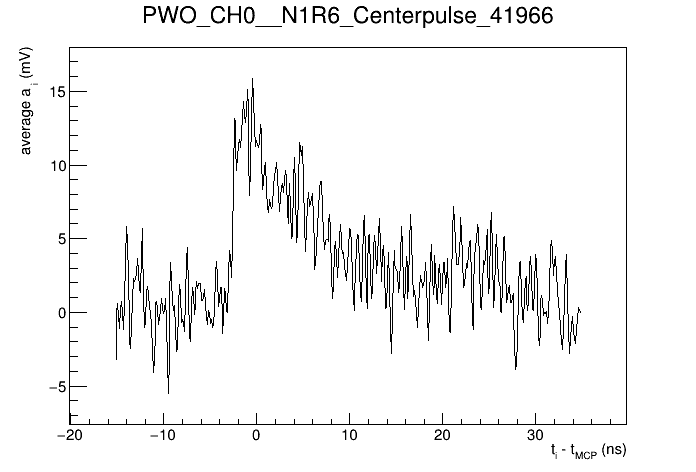 PWO_CH0__N1R6_Centerpulse_41966
average a_i (mV)
15
10
5
0
−5
−20 −10 0 10 20 30
t_i - t_MCP (ns)